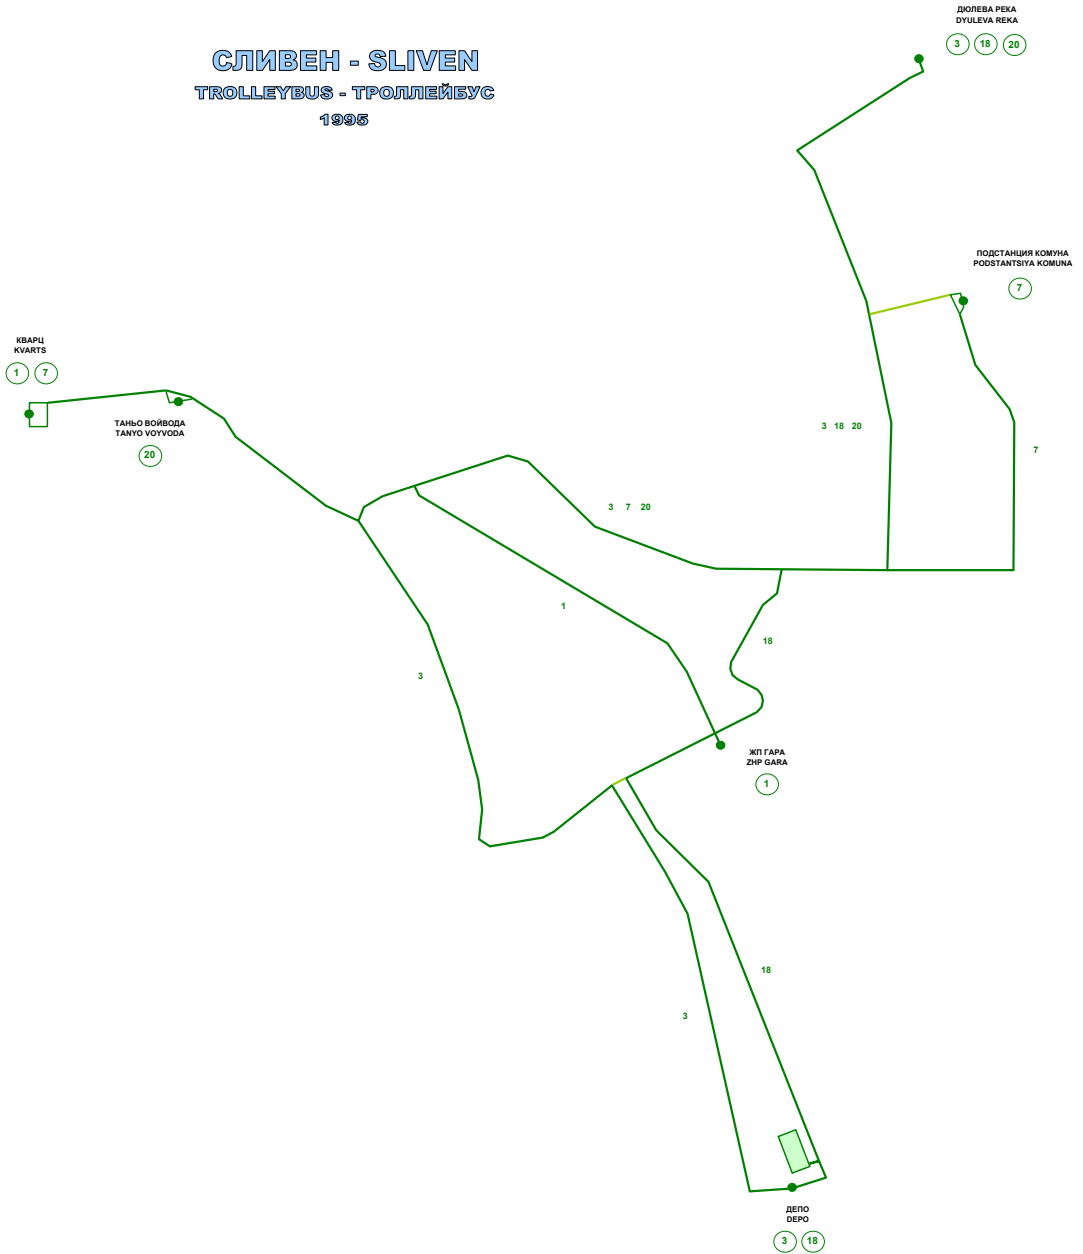 ДЮЛЕВА РЕКА
DYULEVA REKA
3 18 20
СЛИВЕН - SLIVEN
TROLLEYBUS - ТРОЛЛЕЙБУС
1995
ПОДСТАНЦИЯ КОМУНА
PODSTANTSIYA KOMUNA
7
КВАРЦ
KVARTS
1 7
ТАНЬО ВОЙВОДА
TANYO VOYVODA
20
3 18 20
7
3 7 20
1
18
3
ЖП ГАРА
ZHP GARA
1
18
3
ДЕПО
DEPO
3 18